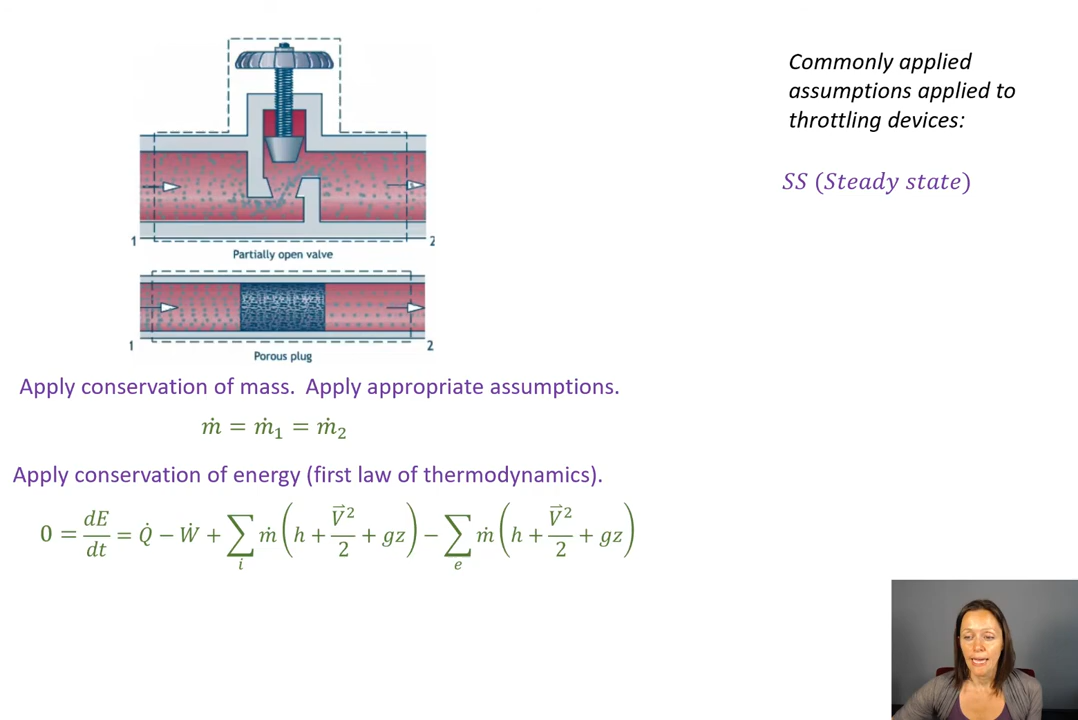 Commonly applied
assumptions applied to
throttling devices:
SS (Steady state)
1
2
Partially open valve
1
2
Porous plug
Apply conservation of mass. Apply appropriate assumptions.
ṁ = ṁ₁ = ṁ₂
Apply conservation of energy (first law of thermodynamics).
0 = dE/dt = Q̇ − Ẇ + ∑ᵢ ṁ(h + V⃗²/2 + gz) − ∑ₑ ṁ(h + V⃗²/2 + gz)